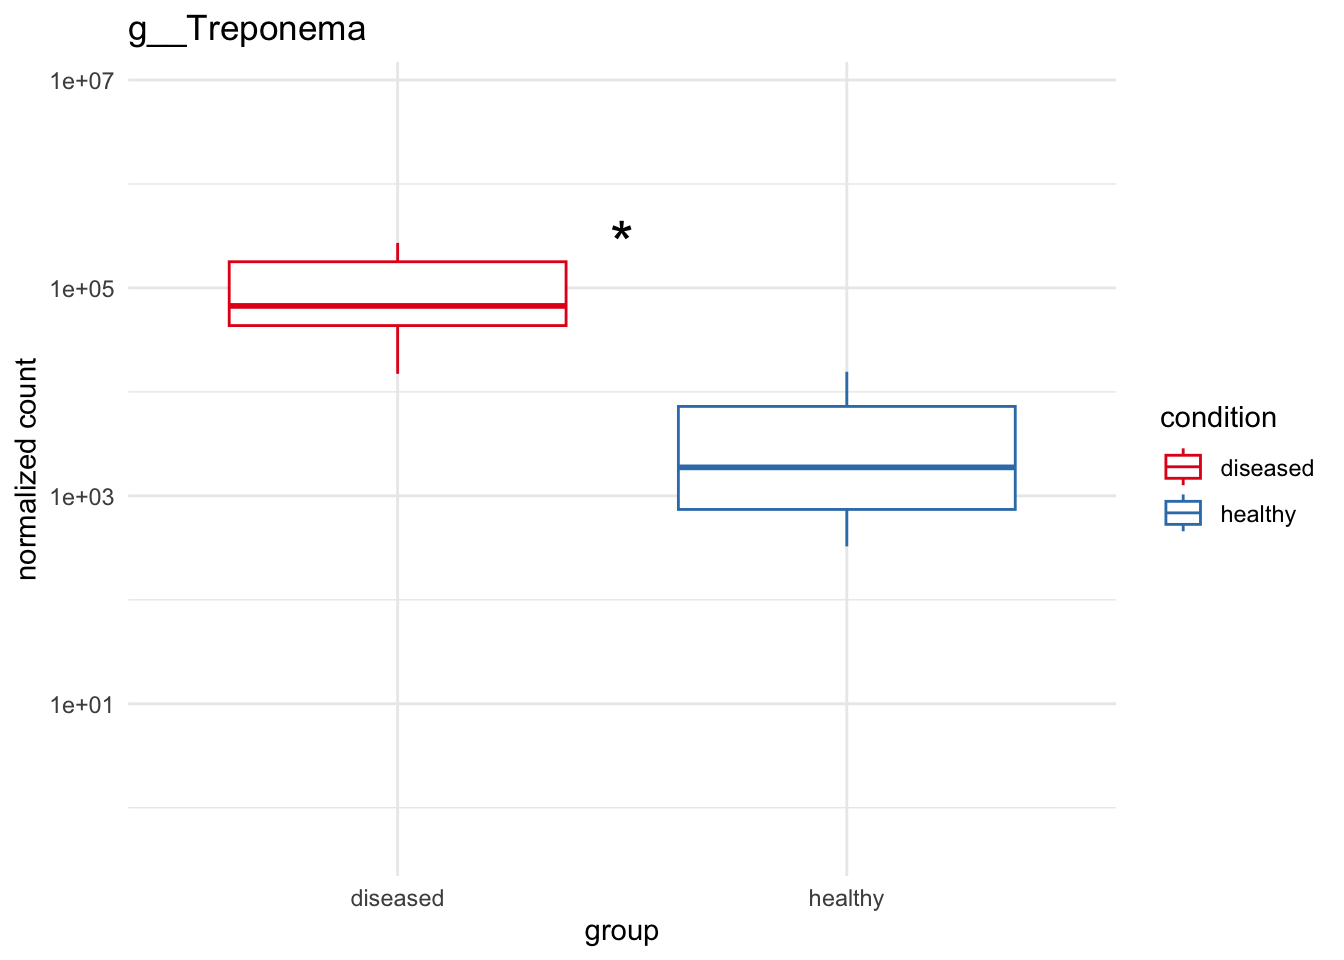 g__Treponema
1e+07
1e+05
1e+03
1e+01
normalized count
*
diseased
healthy
group
condition
diseased
healthy